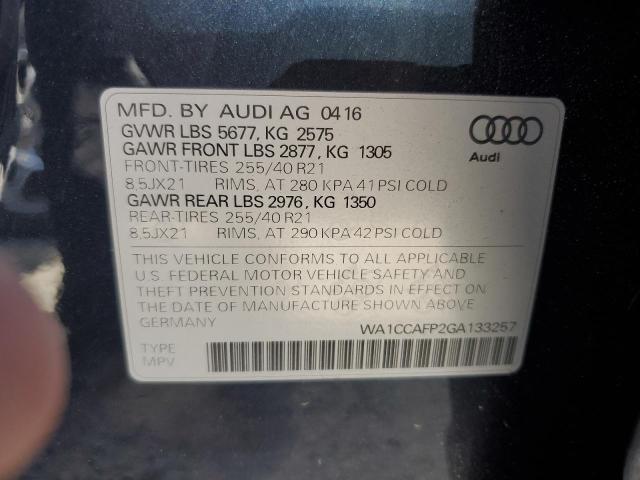 MFD. BY AUDI AG 04 16
GVWR LBS 5677, KG 2575
GAWR FRONT LBS 2877, KG 1305
FRONT-TIRES 255/40 R21
8,5JX21 RIMS, AT 280 KPA 41 PSI COLD
GAWR REAR LBS 2976, KG 1350
REAR-TIRES 255/40 R21
8,5JX21 RIMS, AT 290 KPA 42 PSI COLD
Audi
THIS VEHICLE CONFORMS TO ALL APPLICABLE
U.S. FEDERAL MOTOR VEHICLE SAFETY AND
THEFT PREVENTION STANDARDS IN EFFECT ON
THE DATE OF MANUFACTURE SHOWN ABOVE
GERMANY
WA1CCAFP2GA133257
TYPE
MPV